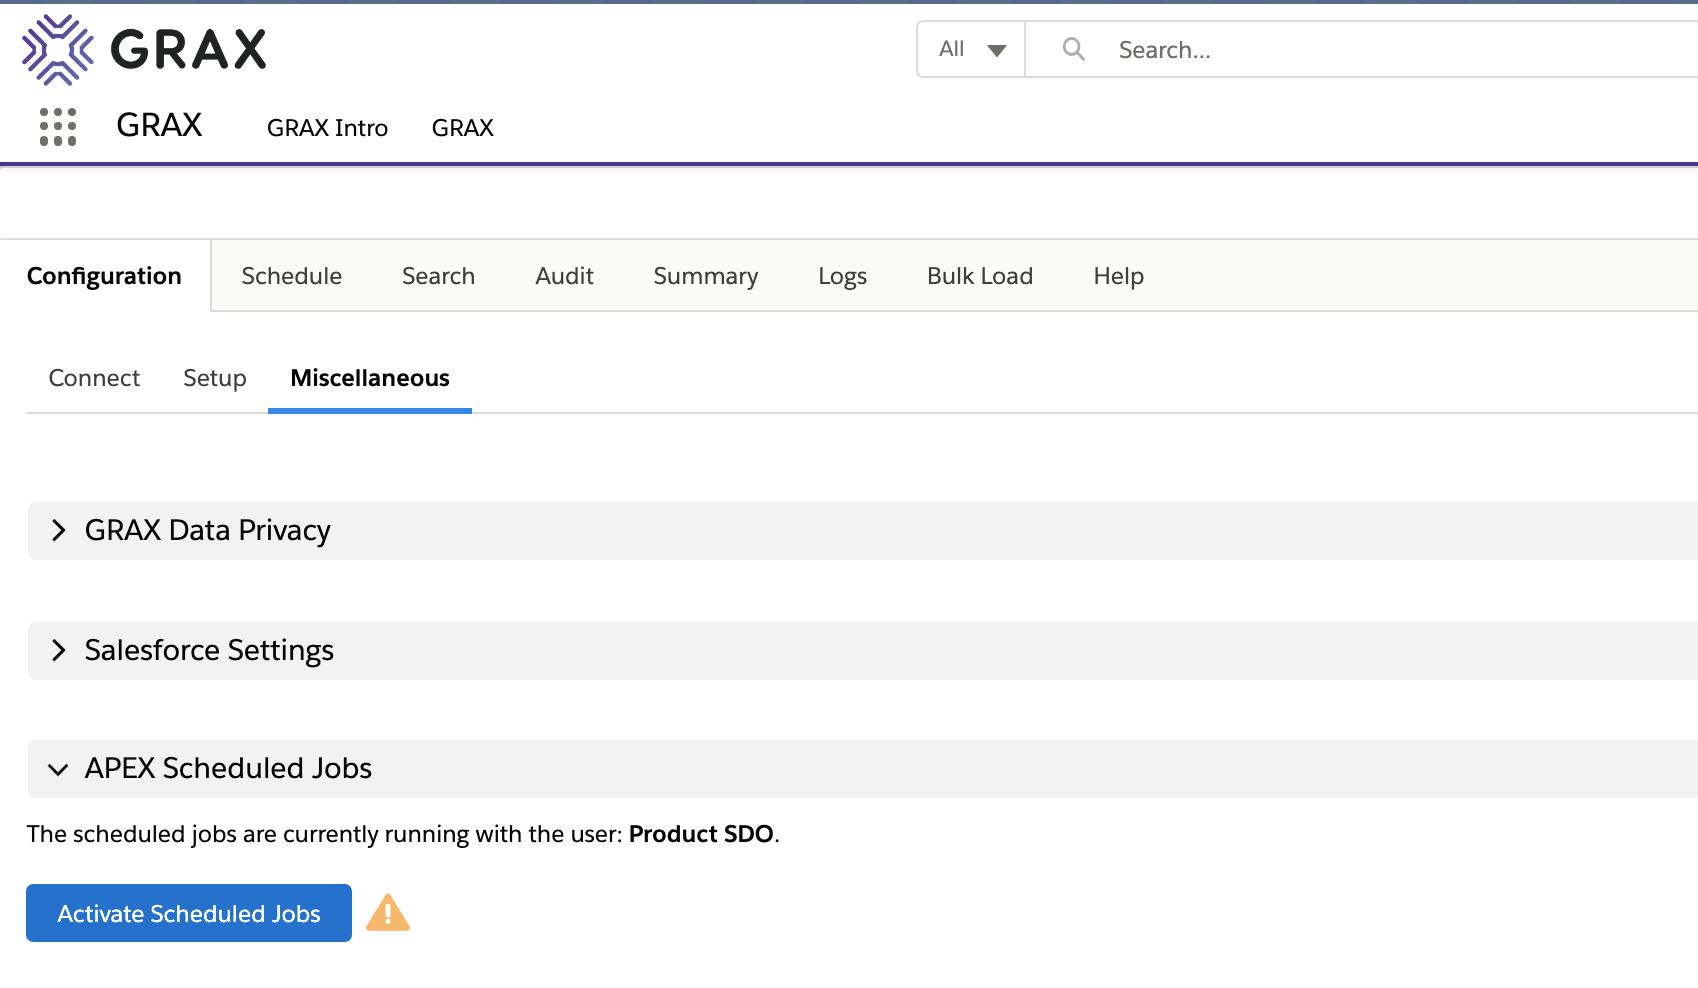 GRAX
All Search...
GRAX GRAX Intro GRAX
Configuration Schedule Search Audit Summary Logs Bulk Load Help
Connect Setup Miscellaneous
GRAX Data Privacy
Salesforce Settings
APEX Scheduled Jobs
The scheduled jobs are currently running with the user: Product SDO.
Activate Scheduled Jobs